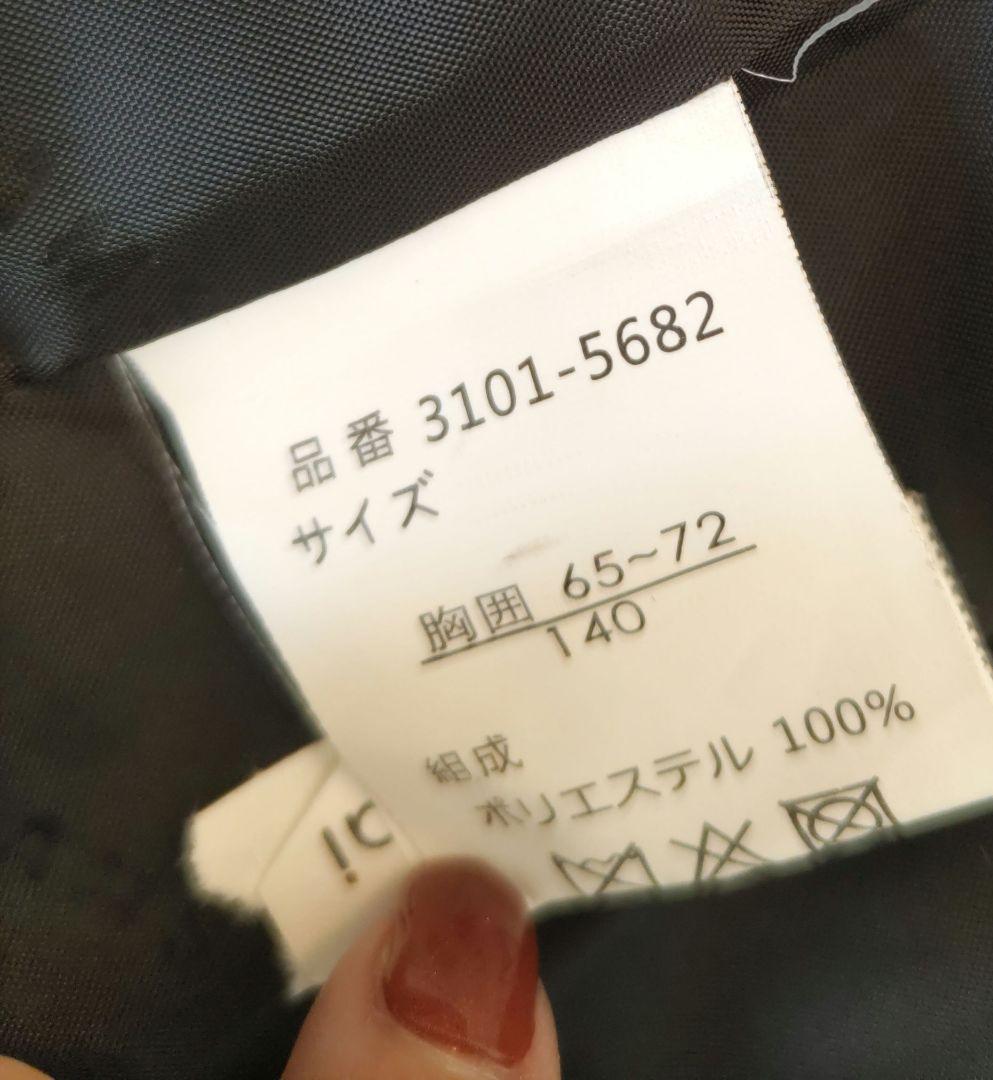 品番 3101-5682
サイズ
胸囲 65~72
140
組成
ポリエステル 100%